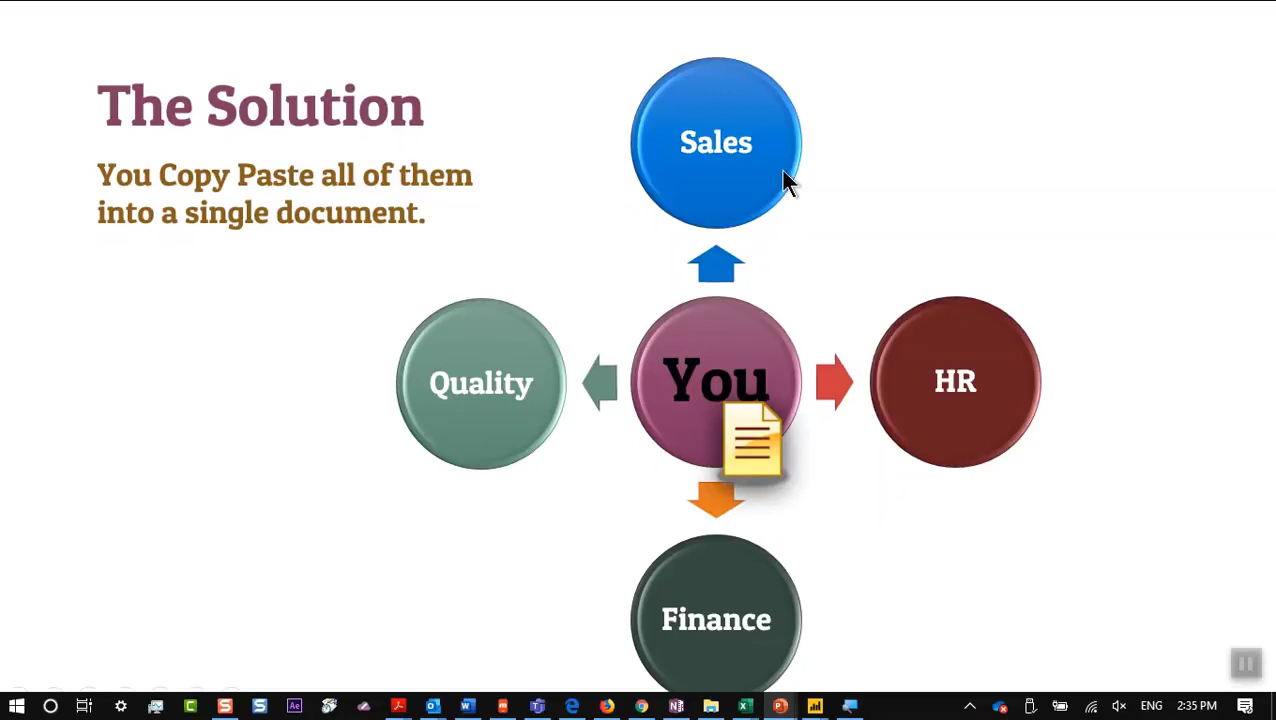 The Solution
You Copy Paste all of them
into a single document.
Sales
Quality
You
HR
Finance
ENG
2:35 PM